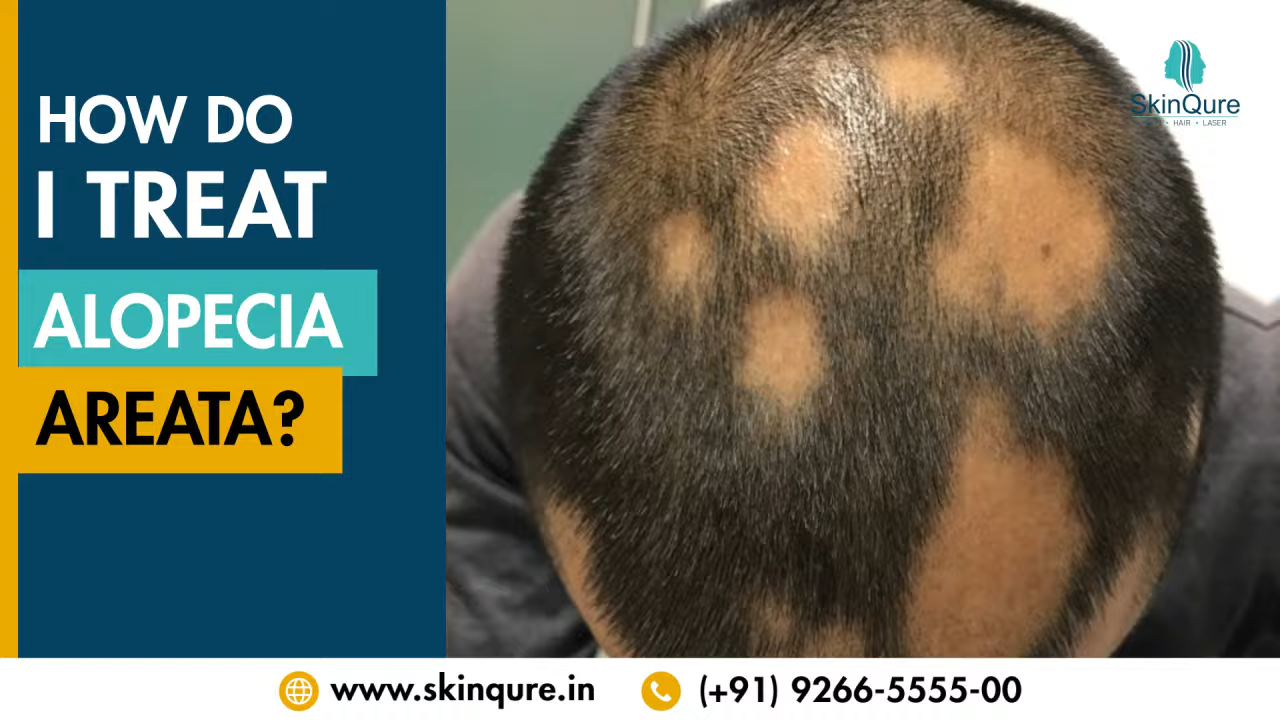 HOW DO
I TREAT
ALOPECIA
AREATA?
SkinQure
• HAIR • LASER
www.skinqure.in
(+91) 9266-5555-00